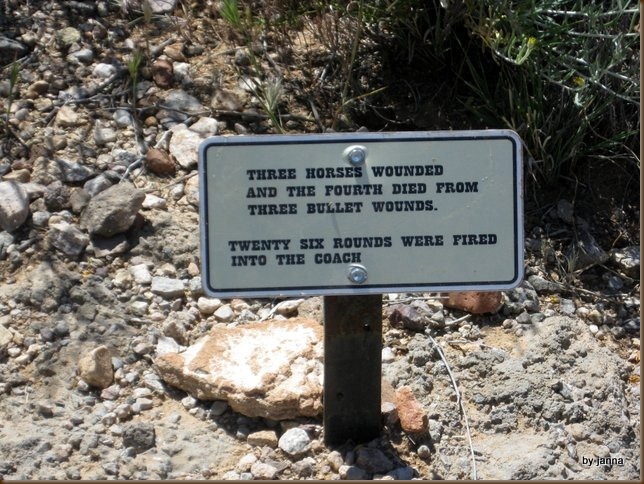 THREE HORSES WOUNDED
AND THE FOURTH DIED FROM
THREE BULLET WOUNDS.
TWENTY SIX ROUNDS WERE FIRED
INTO THE COACH
by janna